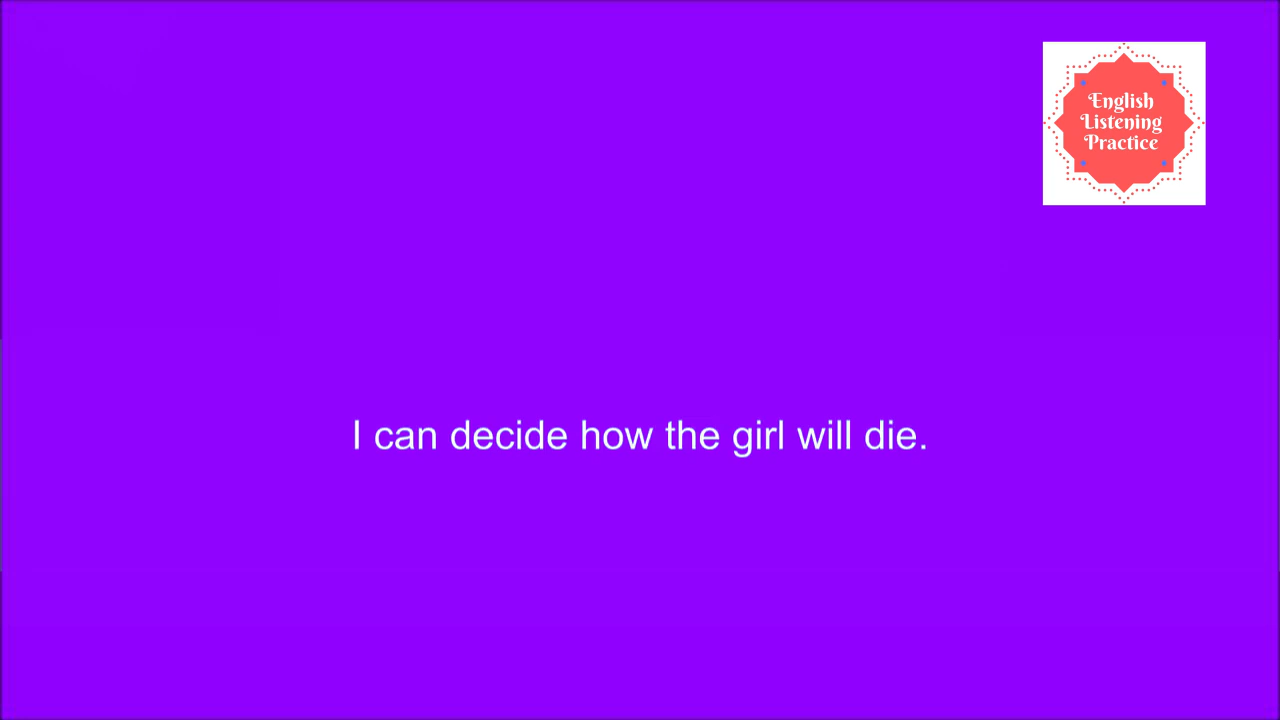 English
Listening
Practice
I can decide how the girl will die.